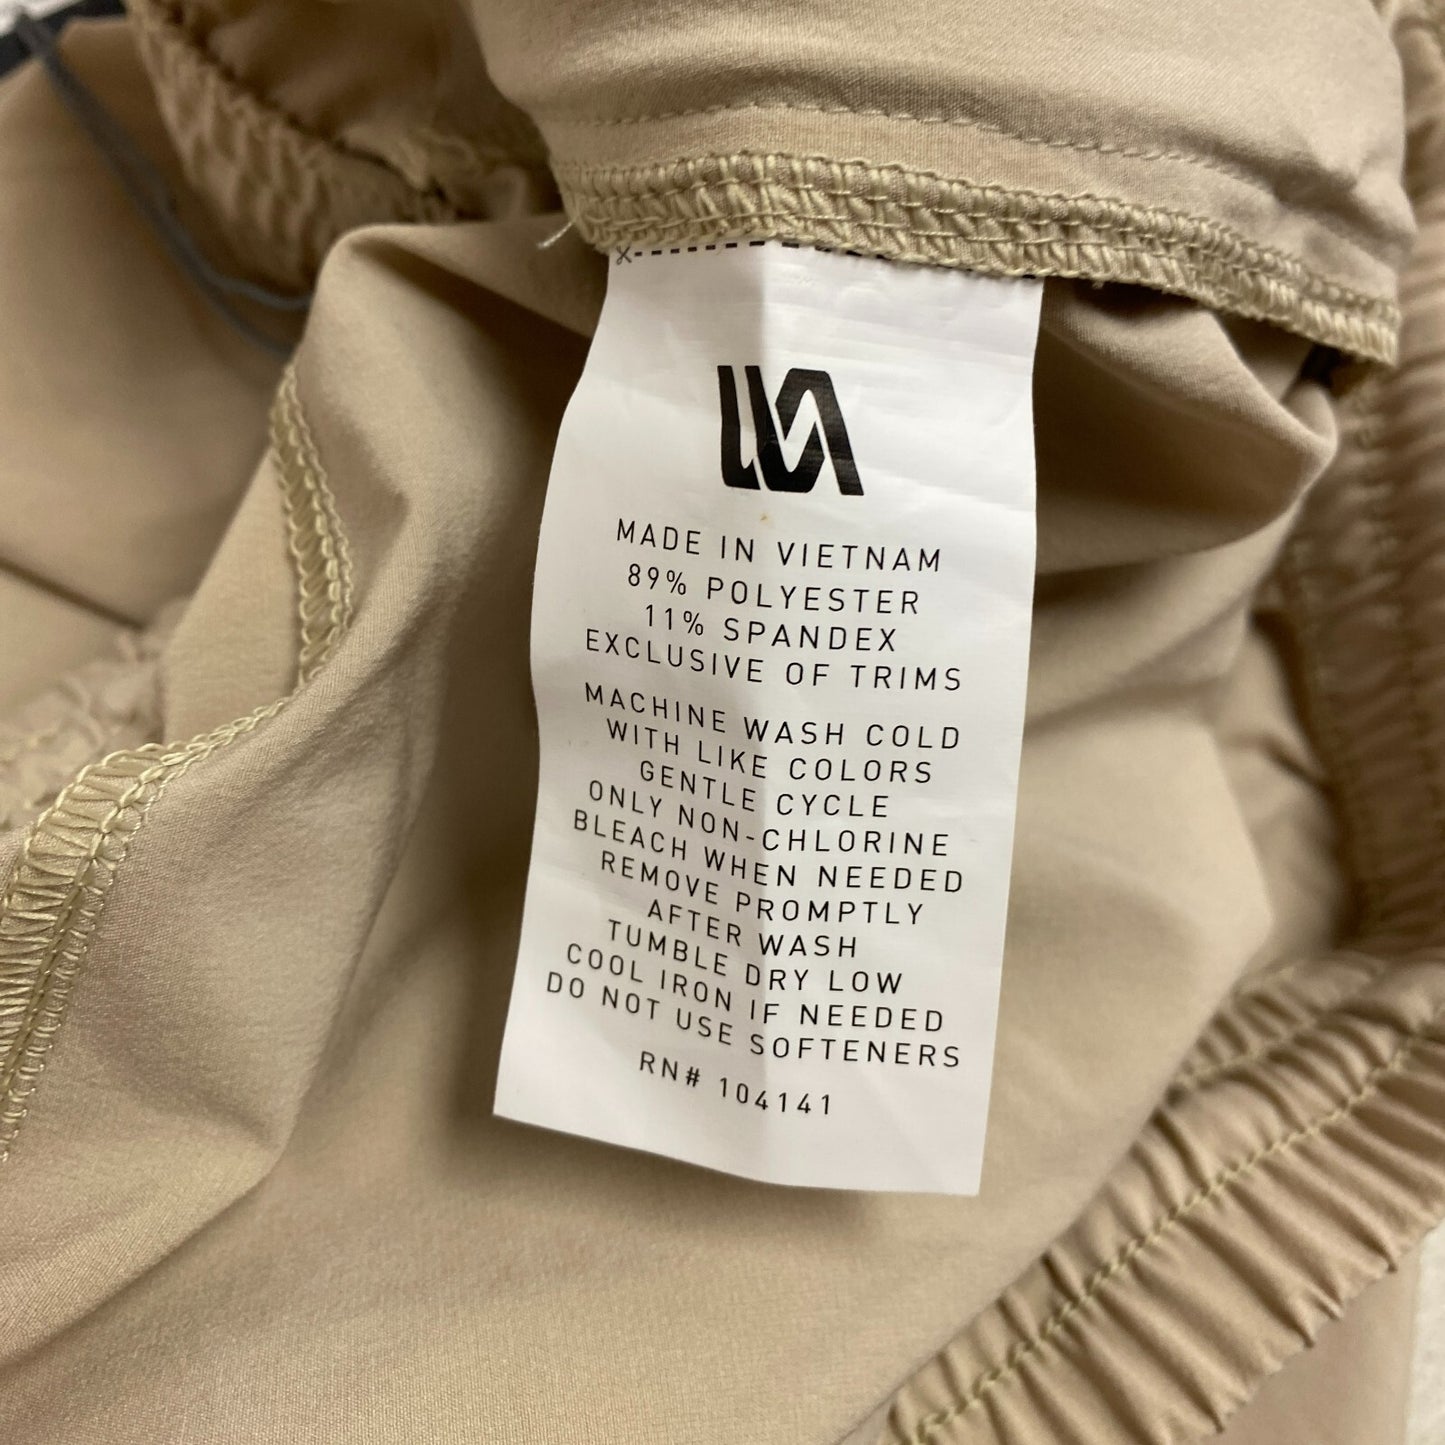 MADE IN VIETNAM
89% POLYESTER
11% SPANDEX
EXCLUSIVE OF TRIMS
MACHINE WASH COLD
WITH LIKE COLORS
GENTLE CYCLE
ONLY NON-CHLORINE
BLEACH WHEN NEEDED
REMOVE PROMPTLY
AFTER WASH
TUMBLE DRY LOW
COOL IRON IF NEEDED
DO NOT USE SOFTENERS
RN# 104141